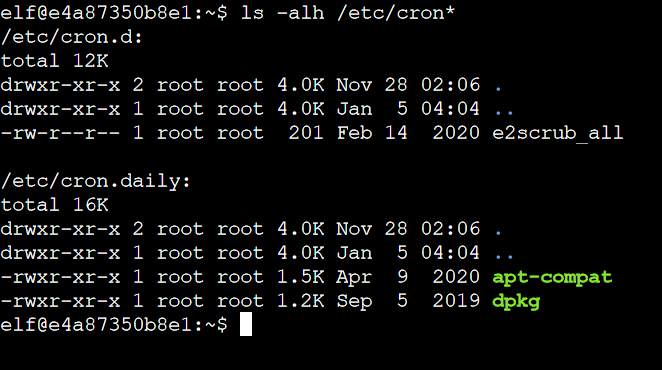 elf@e4a87350b8e1:~$ ls -alh /etc/cron*
/etc/cron.d:
total 12K
drwxr-xr-x 2 root root 4.0K Nov 28 02:06 .
drwxr-xr-x 1 root root 4.0K Jan  5 04:04 ..
-rw-r--r-- 1 root root  201 Feb 14  2020 e2scrub_all

/etc/cron.daily:
total 16K
drwxr-xr-x 2 root root 4.0K Nov 28 02:06 .
drwxr-xr-x 1 root root 4.0K Jan  5 04:04 ..
-rwxr-xr-x 1 root root 1.5K Apr  9  2020 apt-compat
-rwxr-xr-x 1 root root 1.2K Sep  5  2019 dpkg
elf@e4a87350b8e1:~$